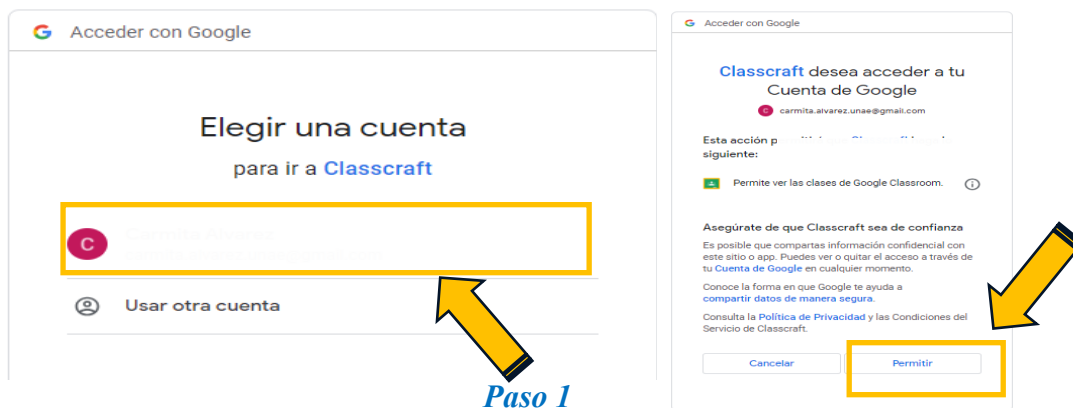 Acceder con Google
Elegir una cuenta
para ir a Classcraft
C
Usar otra cuenta
Paso 1
Acceder con Google
Classcraft desea acceder a tu
Cuenta de Google
C carmita.alvarez.unae@gmail.com
Esta acción
siguiente:
Permite ver las clases de Google Classroom.
Asegúrate de que Classcraft sea de confianza
Es posible que compartas información confidencial con
este sitio o app. Puedes ver o quitar el acceso a través de
tu Cuenta de Google en cualquier momento.
Conoce la forma en que Google te ayuda a
compartir datos de manera segura.
Consulta la Política de Privacidad y las Condiciones del
Servicio de Classcraft.
Cancelar Permitir